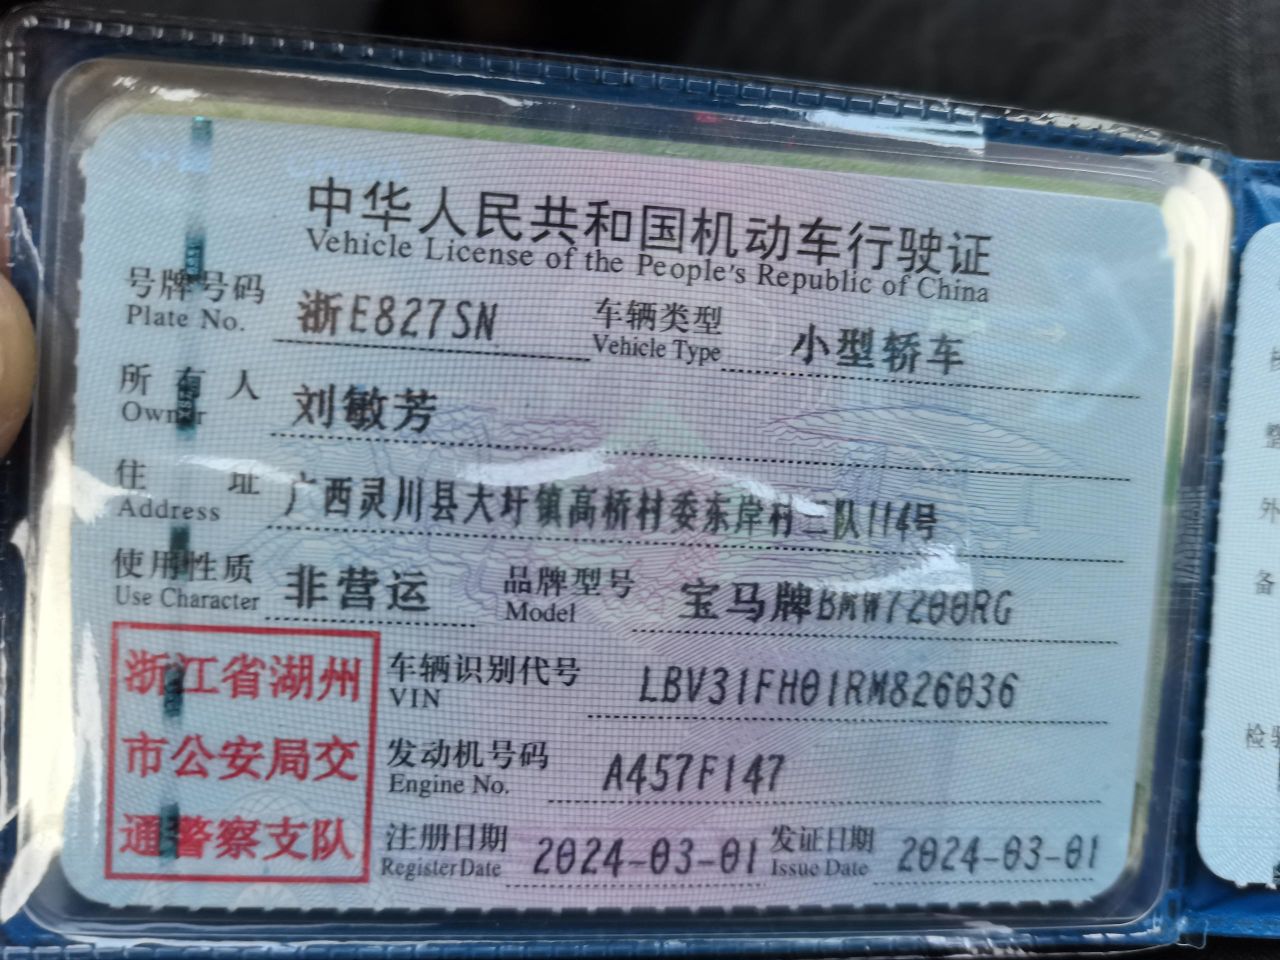 中华人民共和国机动车行驶证
Vehicle License of the People's Republic of China
号牌号码 浙E827SN 车辆类型 小型轿车
Plate No. Vehicle Type
所有人 刘敏芳
Owner
住址 广西灵川县大圩镇高桥村委东岸村三队114号
Address
使用性质 非营运 品牌型号 宝马牌BMW7200RG
Use Character Model
浙江省湖州
市公安局交
通警察支队
车辆识别代号 LBV31FH01RM826036
VIN
发动机号码 A457F147
Engine No.
注册日期 2024-03-01 发证日期 2024-03-01
Register Date Issue Date
整
外
备
检验